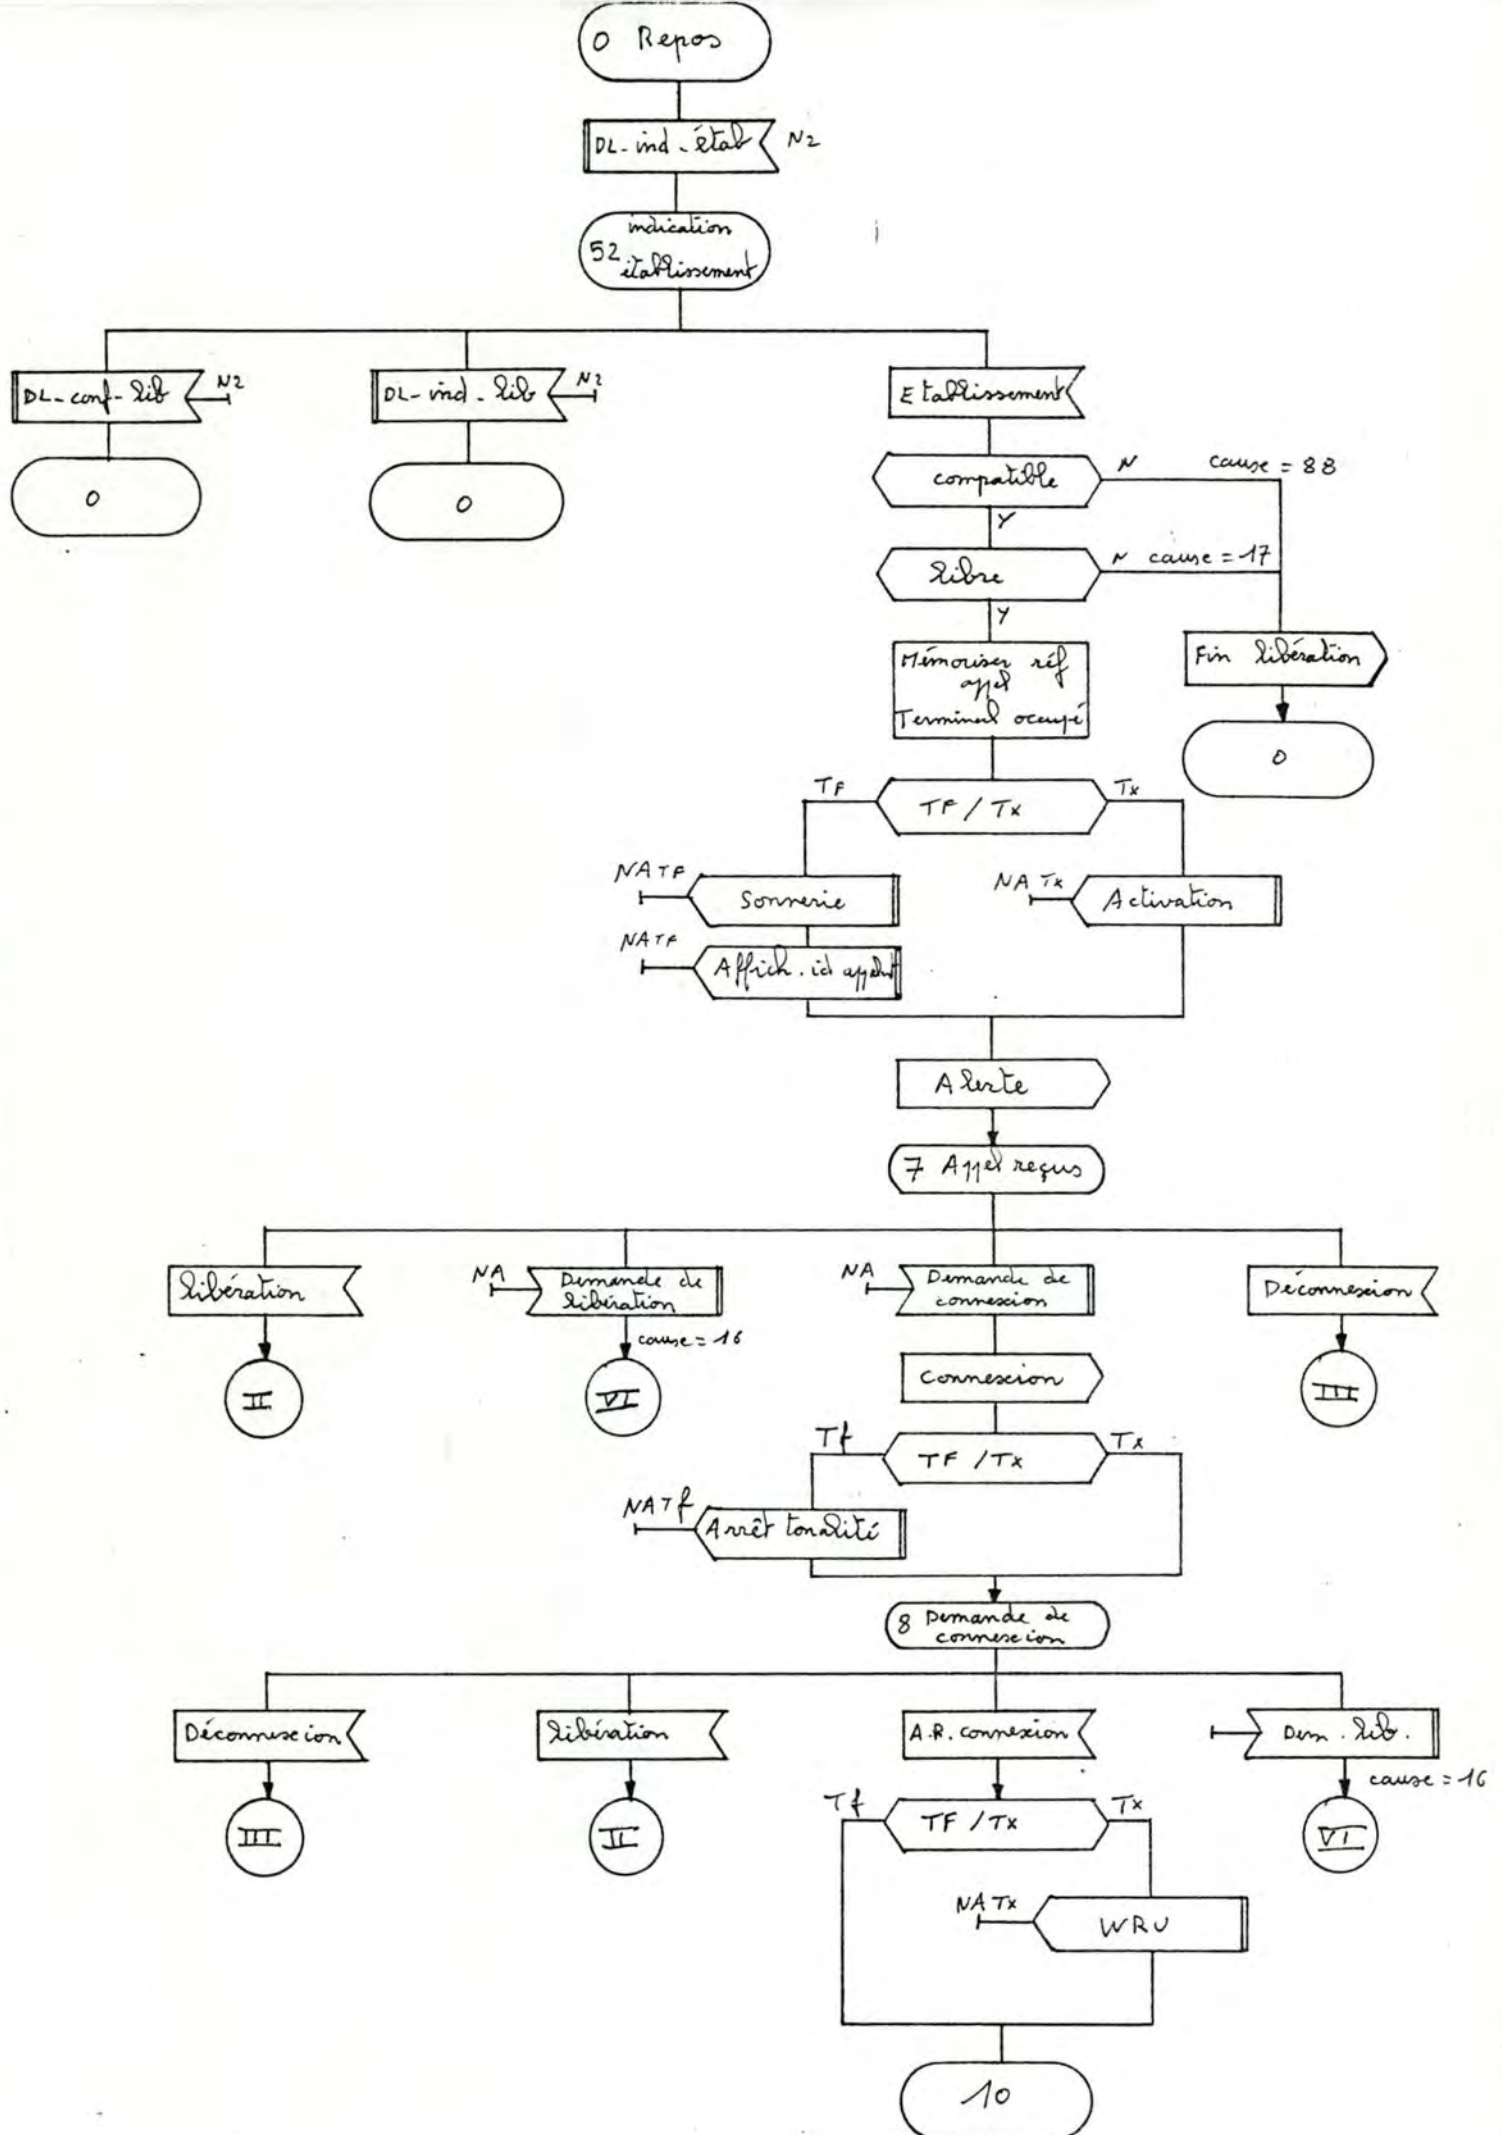 0 Repos
DL-ind-étab N2
indication
52 établissement
DL-conf-lib N2
DL-ind-lib N2
Etablissement
0
0
compatible N cause = 88
Y
libre N cause = 17
Y
Mémoriser réf
appel
Terminal occupé
Fin libération
0
TF TF / Tx Tx
NATF Sonnerie
NA Tx Activation
NATF Affich. id appelant
Alerte
7 Appel reçus
libération
NA Demande de
libération
NA Demande de
connexion
Déconnexion
cause = 16
II
VI
Connexion
III
Tf TF / Tx Tx
NATf Arrêt tonalité
8 Demande de
connexion
Déconnexion
libération
A.R. connexion
Dem. lib.
cause = 16
III
II
Tf TF / Tx Tx
VI
NA Tx WRU
10